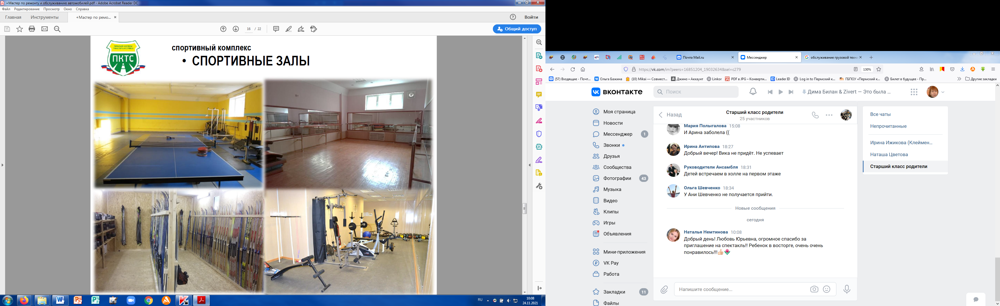 +Мастер по ремонту и обслуживанию автомобилей.pdf - Adobe Acrobat Reader DC
Файл Редактирование Просмотр Окно Справка
Главная Инструменты +Мастер по ремо... × Войти
16 / 22 Общий доступ
ПЕРМСКИЙ КОЛЛЕДЖ
ТРАНСПОРТА И СЕРВИСА
ПКТС
спортивный комплекс
• СПОРТИВНЫЕ ЗАЛЫ
RU
10:08
24.11.2021
Почта Mail.ru
Мессенджер
обслуживание грузовой техни
https://vk.com/im?peers=16851204_19032634&sel=c279
130%
(57) Входящие - Почт...
Ольга Бажина
(10) Mikai — Совмест...
Джино • Аккаунт
Linkor
PDF в JPG – Конверти...
Leader ID
Log in to Пермский к...
ГБПОУ «Пермский к...
Билет в будущее - Пр...
Другие закладки
вконтакте
Поиск
Дима Билан & Zivert — Это была ...
Моя страница
Новости
Мессенджер 1
Звонки
Друзья
Сообщества
Фотографии 43
Музыка
Видео
Клипы
Игры
Объявления
Мини-приложения
VK Pay
Работа
Закладки 11
Файлы
Назад
Старший класс родители
25 участников
Мария Полыгалова 15:08
И Арина заболела ((
Ирина Антипова 18:27
Добрый вечер! Вика не придёт. Не успевает
Руководители Ансамбля 18:31
Детей встречаем в холле на первом этаже
Ольга Шевченко 18:34
У Ани Шевченко не получается прийти.
Новые сообщения
сегодня
Наталья Немтинова 10:08
Добрый день! Любовь Юрьевна, огромное спасибо за
приглашение на спектакль!! Ребенок в восторге, очень очень
понравилось!!!👍🏻🌷
Напишите сообщение...
Все чаты
Непрочитанные
Ирина Ижикова (Клеймен...
Наташа Цветова
Старший класс родители